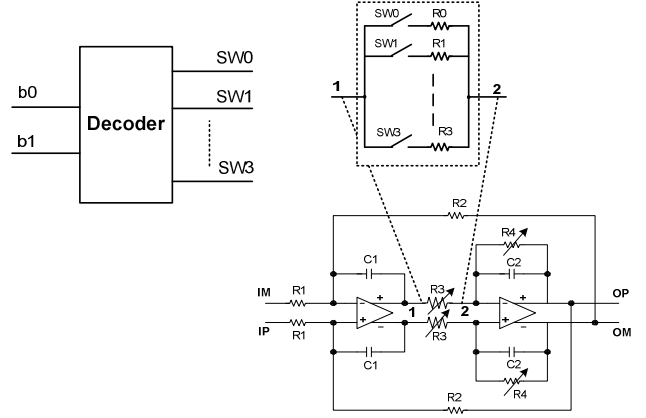 SW0 R0
SW1 R1
1 2
SW3 R3
b0 SW0
Decoder SW1
b1 SW3
R2
R4
C1 C2
IM R1 − + 1 R3 2 − + OP
IP R1 + − R3 + − OM
C1 C2
R4
R2